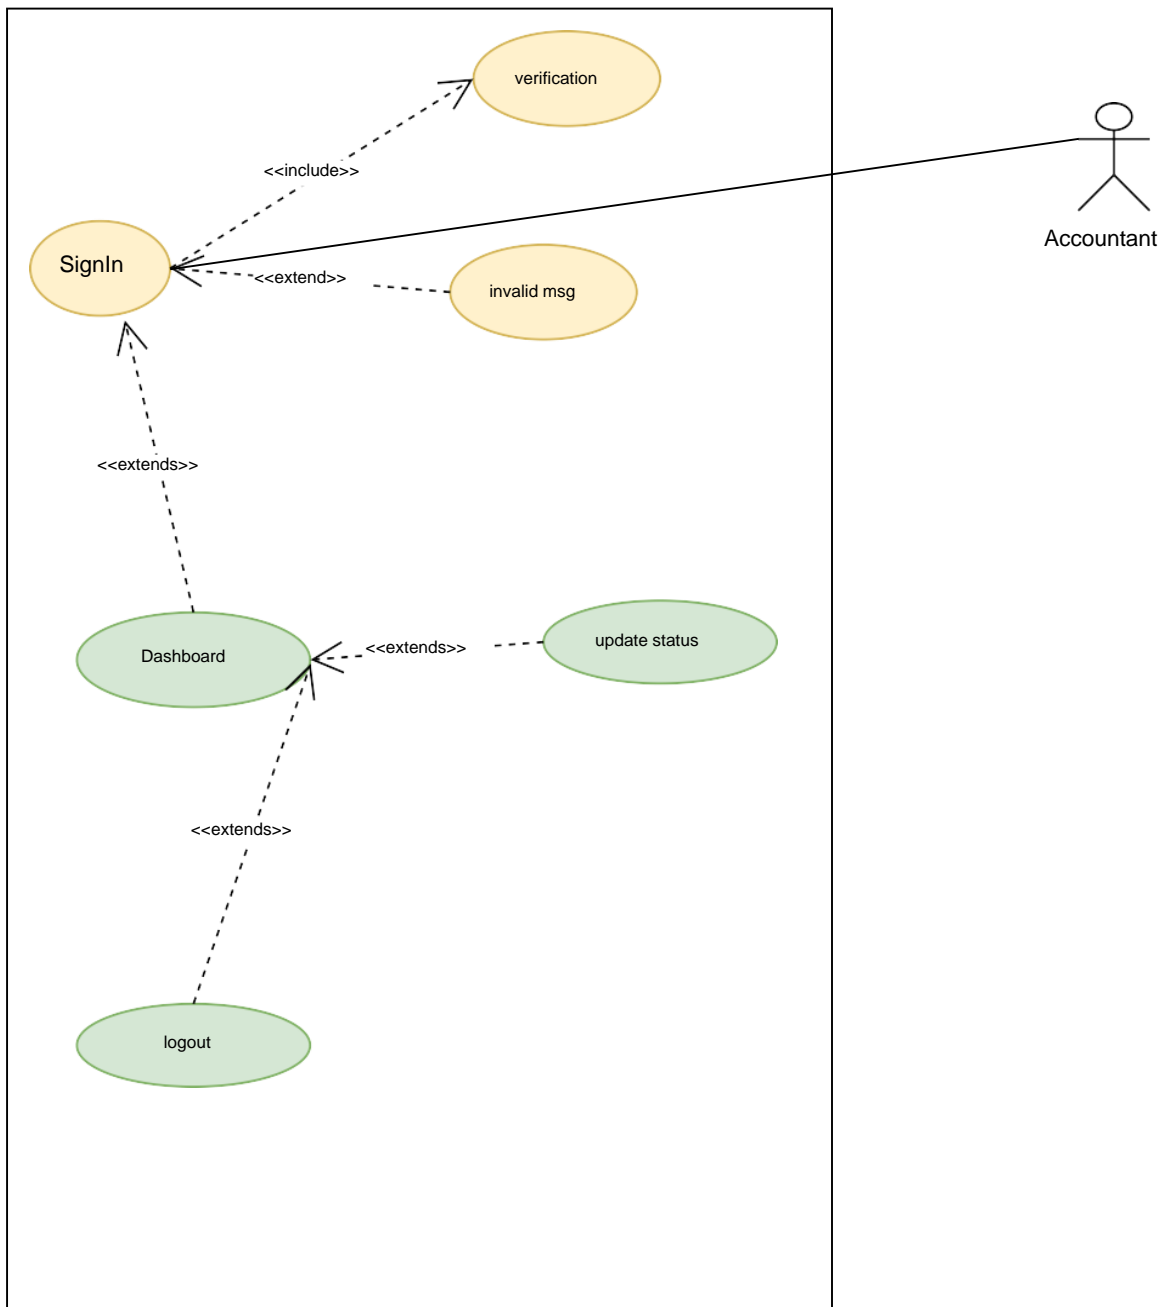 verification
<<include>>
Accountant
SignIn
<<extend>>
invalid msg
<<extends>>
Dashboard
<<extends>>
update status
<<extends>>
logout